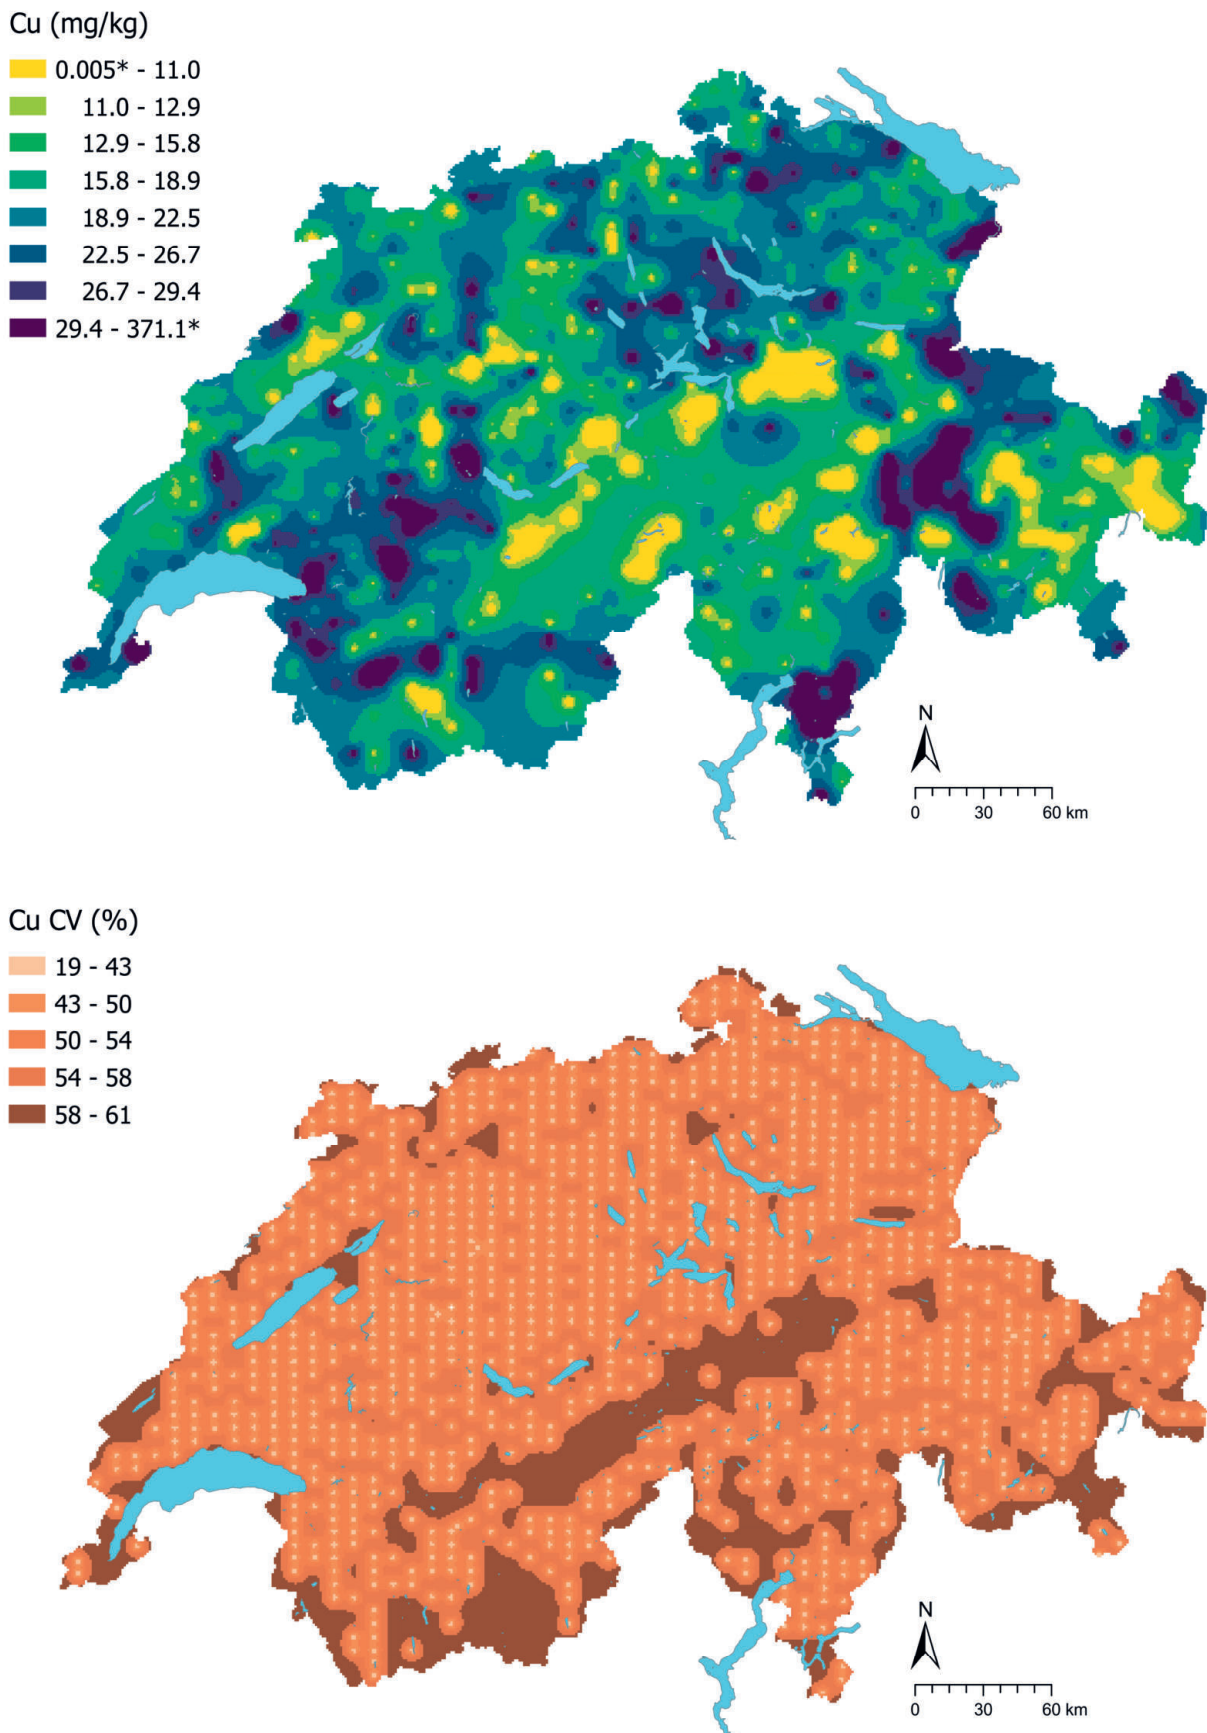 Cu (mg/kg)
0.005* - 11.0
11.0 - 12.9
12.9 - 15.8
15.8 - 18.9
18.9 - 22.5
22.5 - 26.7
26.7 - 29.4
29.4 - 371.1*
N
0 30 60 km
Cu CV (%)
19 - 43
43 - 50
50 - 54
54 - 58
58 - 61
N
0 30 60 km